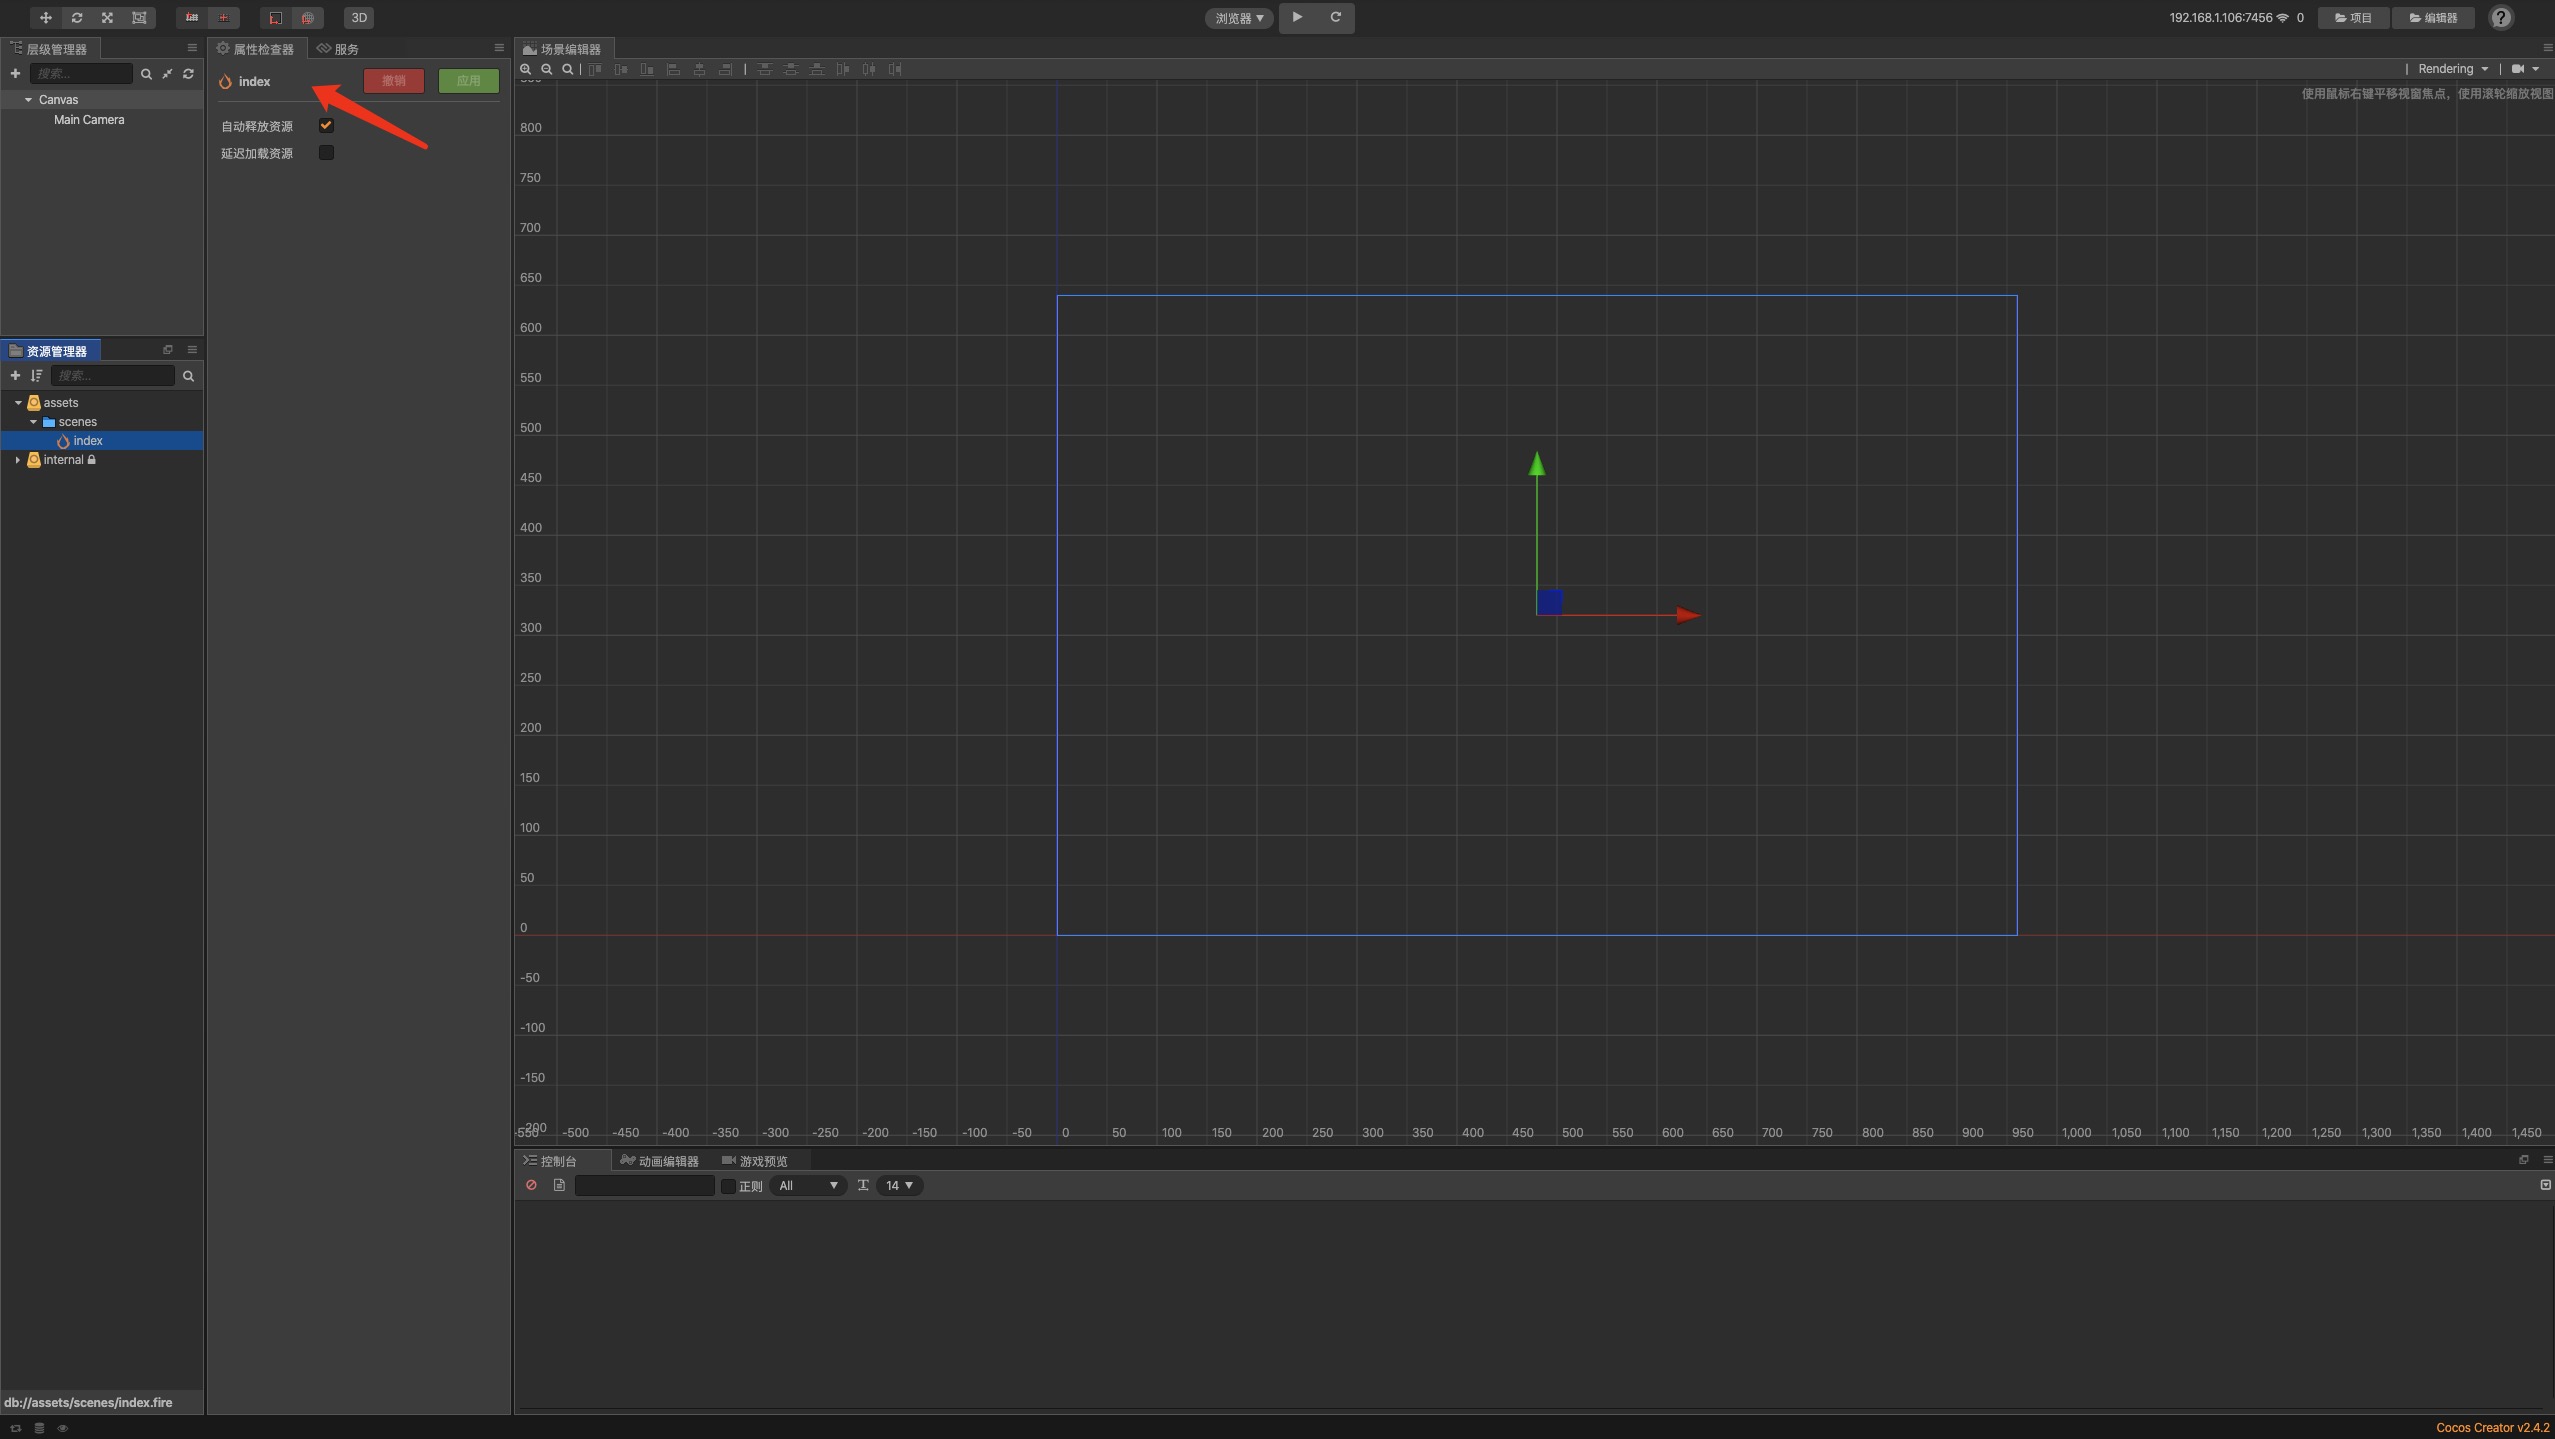 3D
浏览器
192.168.1.106:7456 0
项目
编辑器
?
层级管理器
搜索...
Canvas
Main Camera
资源管理器
搜索...
assets
scenes
index
internal
db://assets/scenes/index.fire
属性检查器
服务
index
撤销
应用
自动释放资源
延迟加载资源
场景编辑器
| Rendering |
使用鼠标右键平移视窗焦点，使用滚轮缩放视图
800
750
700
650
600
550
500
450
400
350
300
250
200
150
100
50
0
-50
-100
-150
-200
-550 -500 -450 -400 -350 -300 -250 -200 -150 -100 -50 0 50 100 150 200 250 300 350 400 450 500 550 600 650 700 750 800 850 900 950 1,000 1,050 1,100 1,150 1,200 1,250 1,300 1,350 1,400 1,450
控制台
动画编辑器
游戏预览
正则
All
14
Cocos Creator v2.4.2